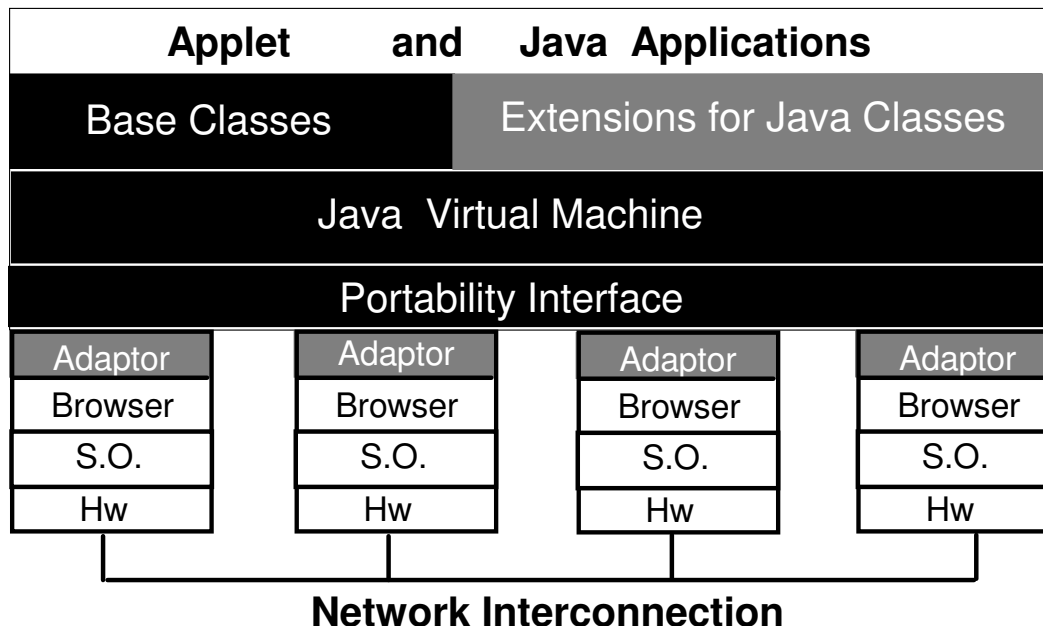 Applet and Java Applications
Base Classes Extensions for Java Classes
Java Virtual Machine
Portability Interface
Adaptor Adaptor Adaptor Adaptor
Browser Browser Browser Browser
S.O. S.O. S.O. S.O.
Hw Hw Hw Hw
Network Interconnection